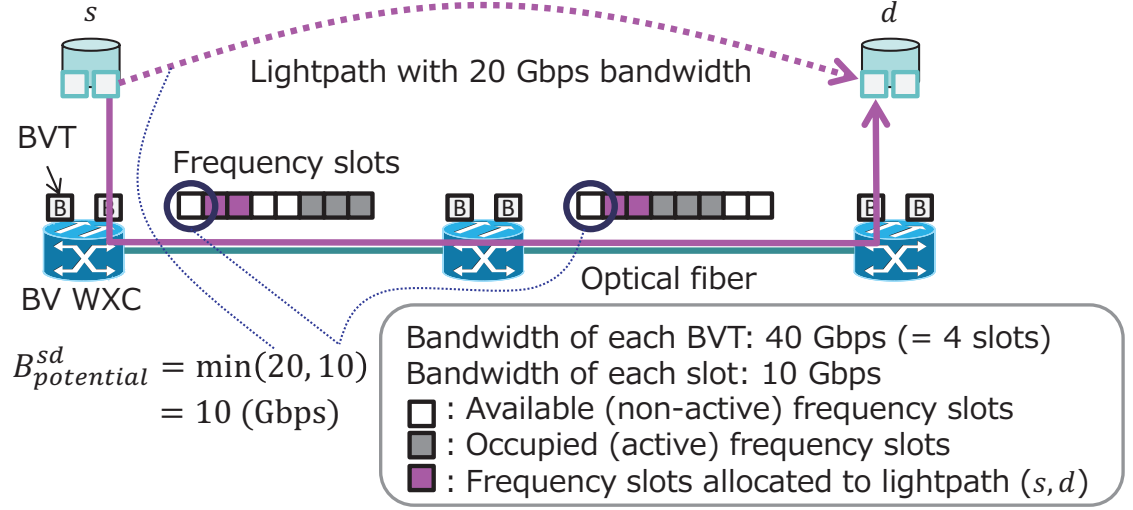 s
d
Lightpath with 20 Gbps bandwidth
BVT
Frequency slots
B B
B B
B B
Optical fiber
BV WXC
B^{sd}_{potential} = min(20, 10)
= 10 (Gbps)
Bandwidth of each BVT: 40 Gbps (= 4 slots)
Bandwidth of each slot: 10 Gbps
: Available (non-active) frequency slots
: Occupied (active) frequency slots
: Frequency slots allocated to lightpath (s, d)